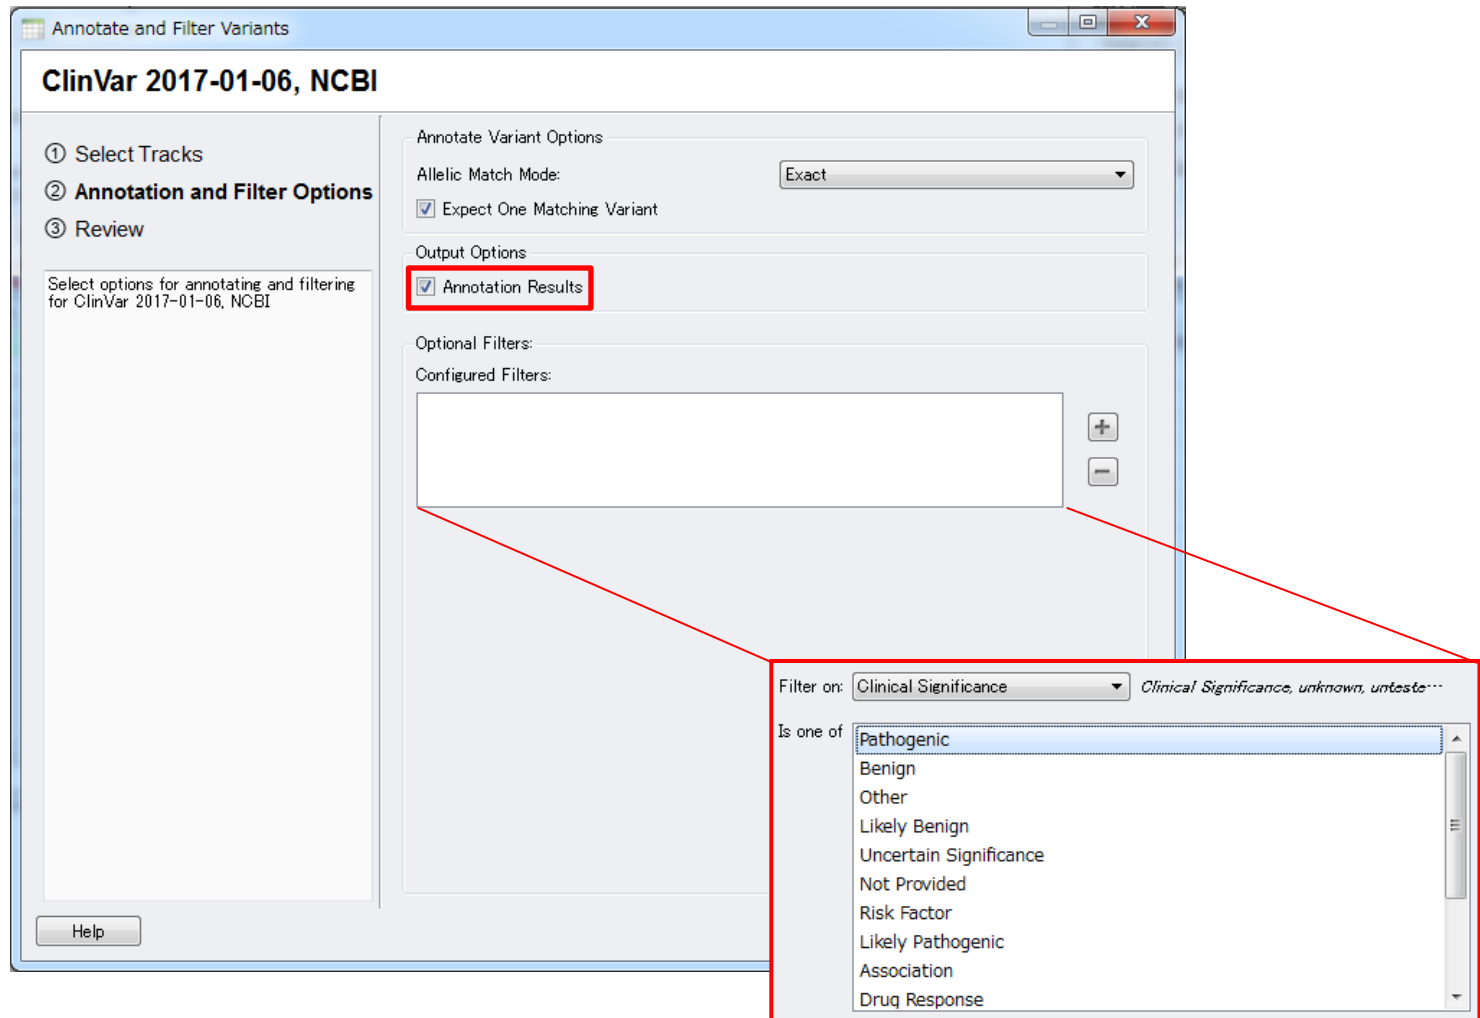 Annotate and Filter Variants
ClinVar 2017-01-06, NCBI
① Select Tracks
② Annotation and Filter Options
③ Review
Select options for annotating and filtering
for ClinVar 2017-01-06, NCBI
Annotate Variant Options
Allelic Match Mode: Exact
Expect One Matching Variant
Output Options
Annotation Results
Optional Filters:
Configured Filters:
Help
Filter on: Clinical Significance Clinical Significance, unknown, unteste…
Is one of
Pathogenic
Benign
Other
Likely Benign
Uncertain Significance
Not Provided
Risk Factor
Likely Pathogenic
Association
Drug Response